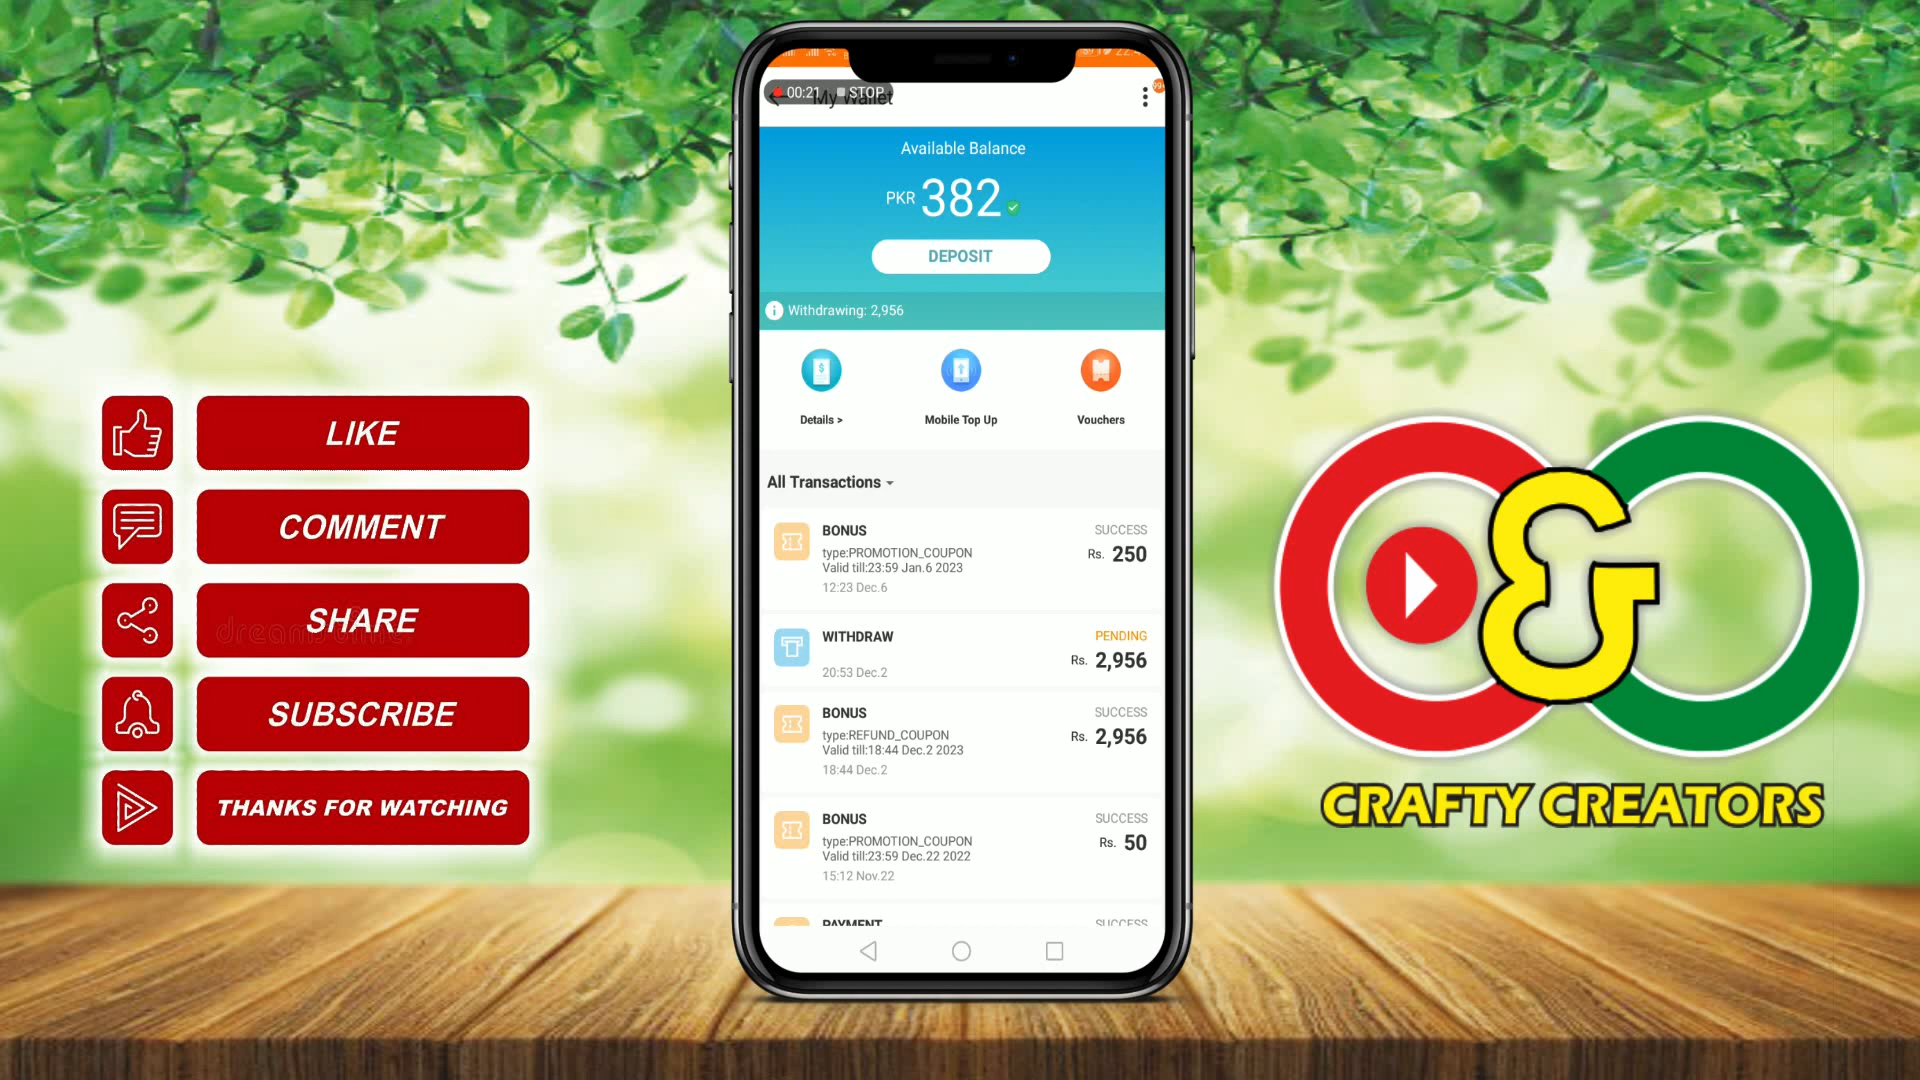 LIKE
COMMENT
SHARE
SUBSCRIBE
THANKS FOR WATCHING
00:21 STOP
My Wallet
Available Balance
PKR 382
DEPOSIT
Withdrawing: 2,956
Details >
Mobile Top Up
Vouchers
All Transactions
BONUS
SUCCESS
type:PROMOTION_COUPON
Rs. 250
Valid till:23:59 Jan.6 2023
12:23 Dec.6
WITHDRAW
PENDING
Rs. 2,956
20:53 Dec.2
BONUS
SUCCESS
type:REFUND_COUPON
Rs. 2,956
Valid till:18:44 Dec.2 2023
18:44 Dec.2
BONUS
SUCCESS
type:PROMOTION_COUPON
Rs. 50
Valid till:23:59 Dec.22 2022
15:12 Nov.22
PAYMENT
SUCCESS
&
CRAFTY CREATORS